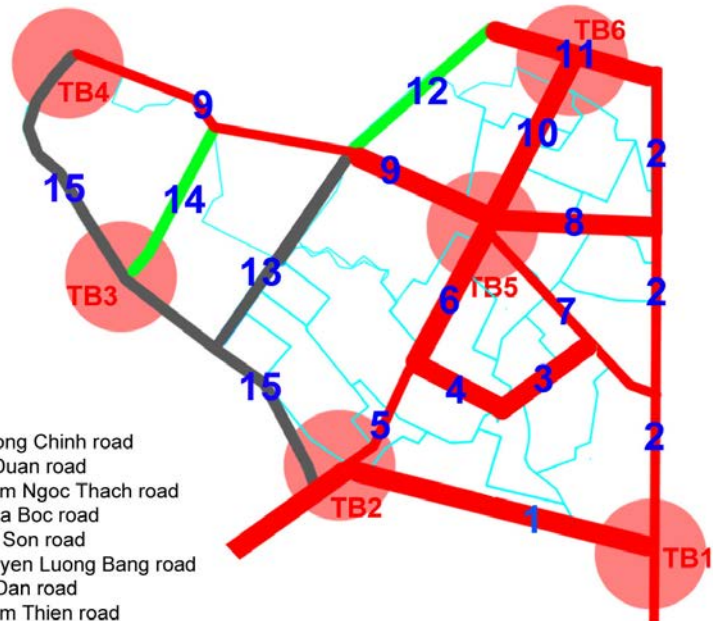 TB6
11
TB4
12
9
10
2
9
15
14
8
TB3
13
TB5
2
6
7
15
4
3
5
2
TB2
1
TB1
ong Chinh road
Duan road
m Ngoc Thach road
a Boc road
Son road
yen Luong Bang road
Dan road
m Thien road